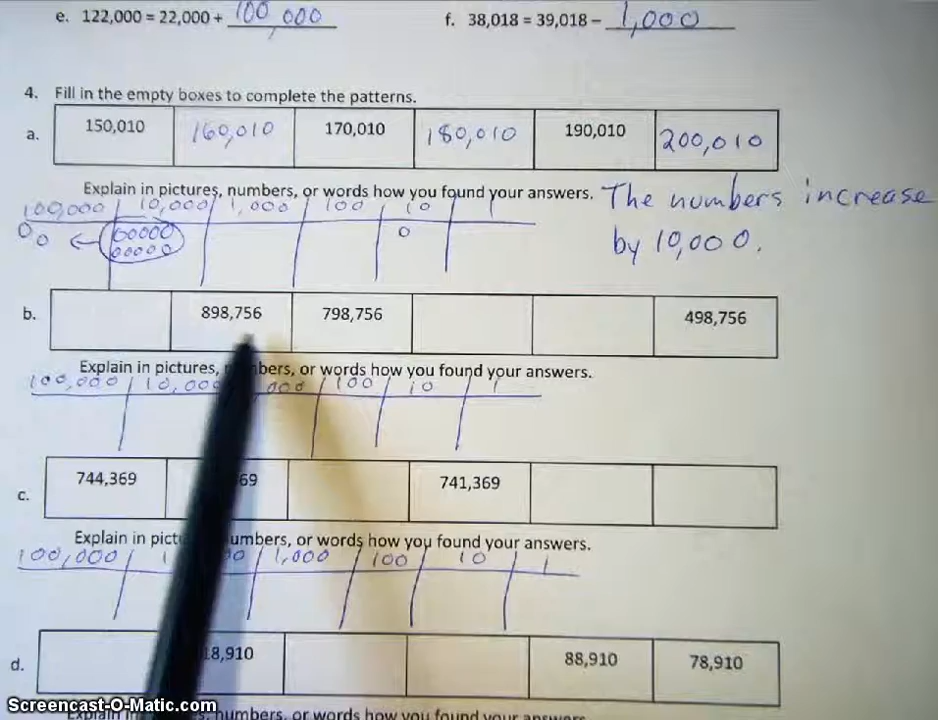 e. 122,000 = 22,000 + 100,000
f. 38,018 = 39,018 – 1,000
4. Fill in the empty boxes to complete the patterns.
a. 150,010 160,010 170,010 180,010 190,010 200,010
Explain in pictures, numbers, or words how you found your answers. The numbers increase
100,000 10,000 1,000 100 10 1
by 10,000.
b. 898,756 798,756 498,756
Explain in pictures, or words how you found your answers.
100,000 10,000 100 10 1
c. 744,369 741,369
Explain in or words how you found your answers.
100,000 1,000 100 10 1
d. 88,910 78,910
Screencast-O-Matic.com
numbers, or words how you found your answers